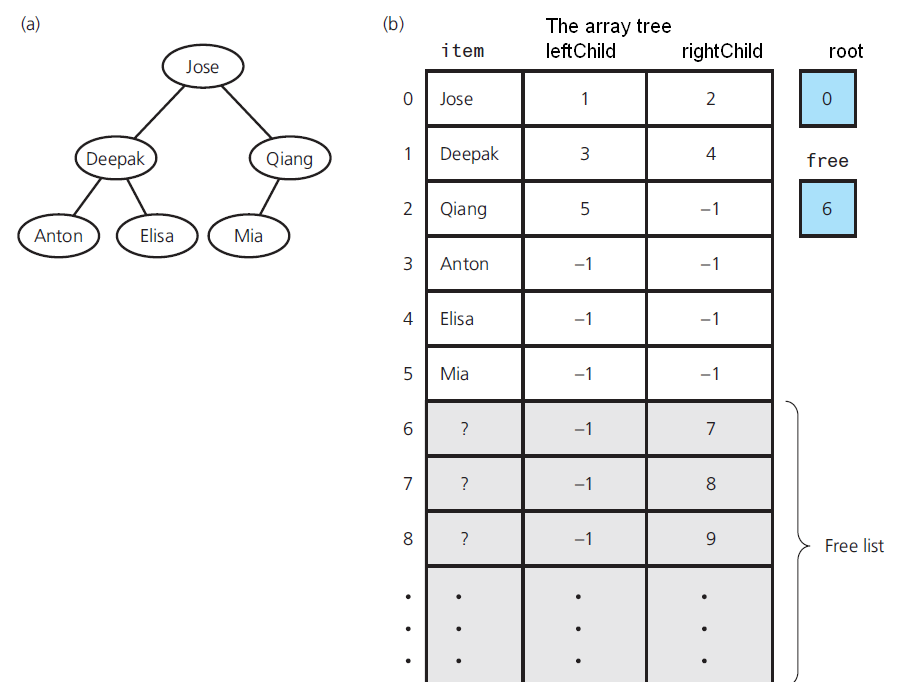 (a)
Jose
Deepak Qiang
Anton Elisa Mia
(b)
The array tree
item leftChild rightChild root
0 Jose 1 2 0
1 Deepak 3 4 free
2 Qiang 5 –1 6
3 Anton –1 –1
4 Elisa –1 –1
5 Mia –1 –1
6 ? –1 7
7 ? –1 8
8 ? –1 9
Free list